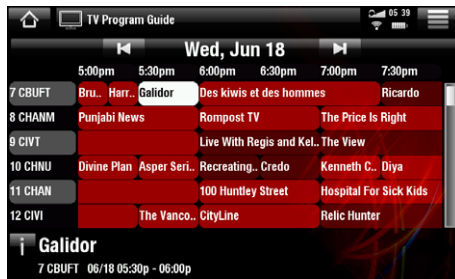 TV Program Guide 05 39
Wed, Jun 18
5:00pm 5:30pm 6:00pm 6:30pm 7:00pm 7:30pm
7 CBUFT Bru.. Harr.. Galidor Des kiwis et des hommes Ricardo
8 CHANM Punjabi News Rompost TV The Price Is Right
9 CIVT Live With Regis and Kel.. The View
10 CHNU Divine Plan Asper Seri.. Recreating.. Credo Kenneth C.. Diya
11 CHAN 100 Huntley Street Hospital For Sick Kids
12 CIVI The Vanco.. CityLine Relic Hunter
i Galidor
7 CBUFT 06/18 05:30p - 06:00p